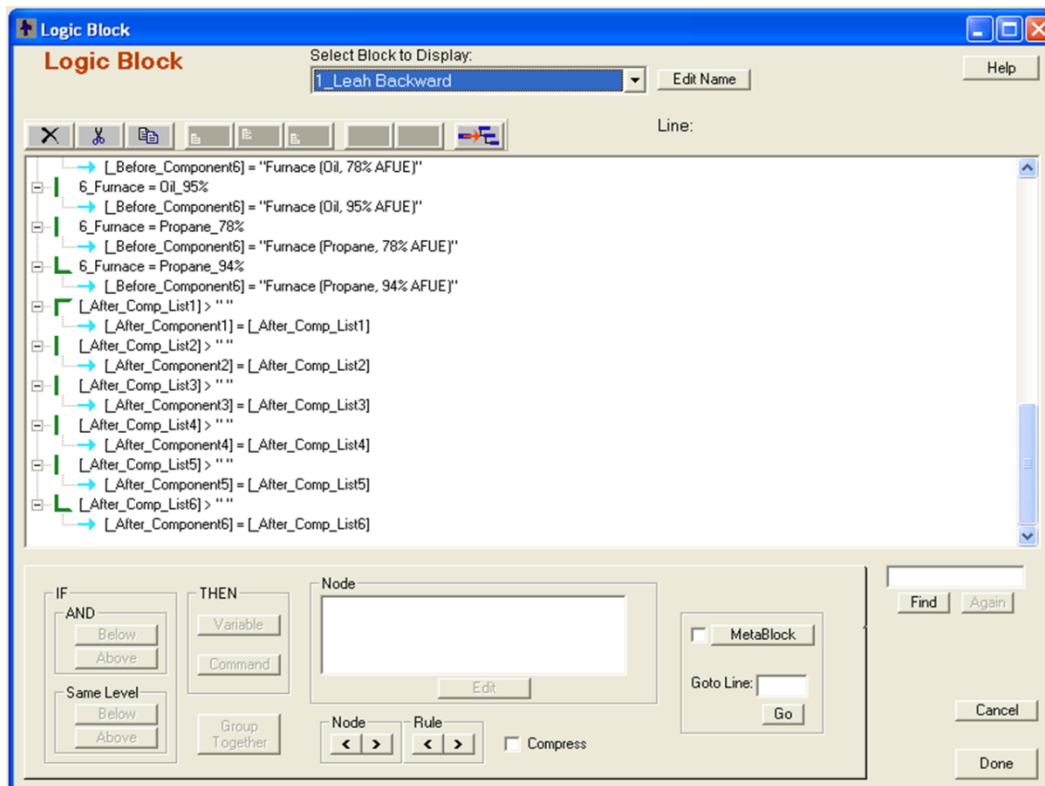 Logic Block
Logic Block
Select Block to Display:
1_Leah Backward
Edit Name
Help
Line:
[_Before_Component6] = "Furnace (Oil, 78% AFUE)"
6_Furnace = Oil_95%
[_Before_Component6] = "Furnace (Oil, 95% AFUE)"
6_Furnace = Propane_78%
[_Before_Component6] = "Furnace (Propane, 78% AFUE)"
6_Furnace = Propane_94%
[_Before_Component6] = "Furnace (Propane, 94% AFUE)"
[_After_Comp_List1] > " "
[_After_Component1] = [_After_Comp_List1]
[_After_Comp_List2] > " "
[_After_Component2] = [_After_Comp_List2]
[_After_Comp_List3] > " "
[_After_Component3] = [_After_Comp_List3]
[_After_Comp_List4] > " "
[_After_Component4] = [_After_Comp_List4]
[_After_Comp_List5] > " "
[_After_Component5] = [_After_Comp_List5]
[_After_Comp_List6] > " "
[_After_Component6] = [_After_Comp_List6]
IF
AND
Below
Above
Same Level
Below
Above
THEN
Variable
Command
Group
Together
Node
Edit
Node
< >
Rule
< >
Compress
MetaBlock
Goto Line:
Go
Find Again
Cancel
Done